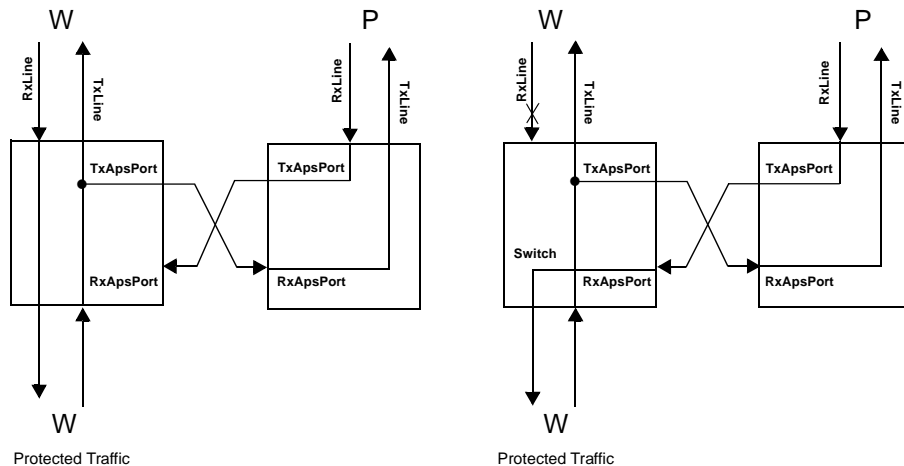 W
P
RxLine
TxLine
RxLine
TxLine
TxApsPort
TxApsPort
RxApsPort
RxApsPort
W
Protected Traffic
W
P
RxLine
TxLine
RxLine
TxLine
TxApsPort
TxApsPort
Switch
RxApsPort
RxApsPort
W
Protected Traffic